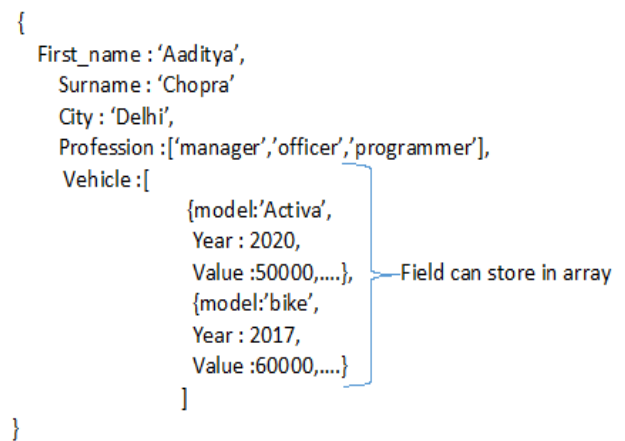 {
First_name : ‘Aaditya’,
Surname : ‘Chopra’
City : ‘Delhi’,
Profession :[‘manager’,’officer’,’programmer’],
Vehicle :[
{model:’Activa’,
Year : 2020,
Value :50000,....},
Field can store in array
{model:’bike’,
Year : 2017,
Value :60000,....}
]
}